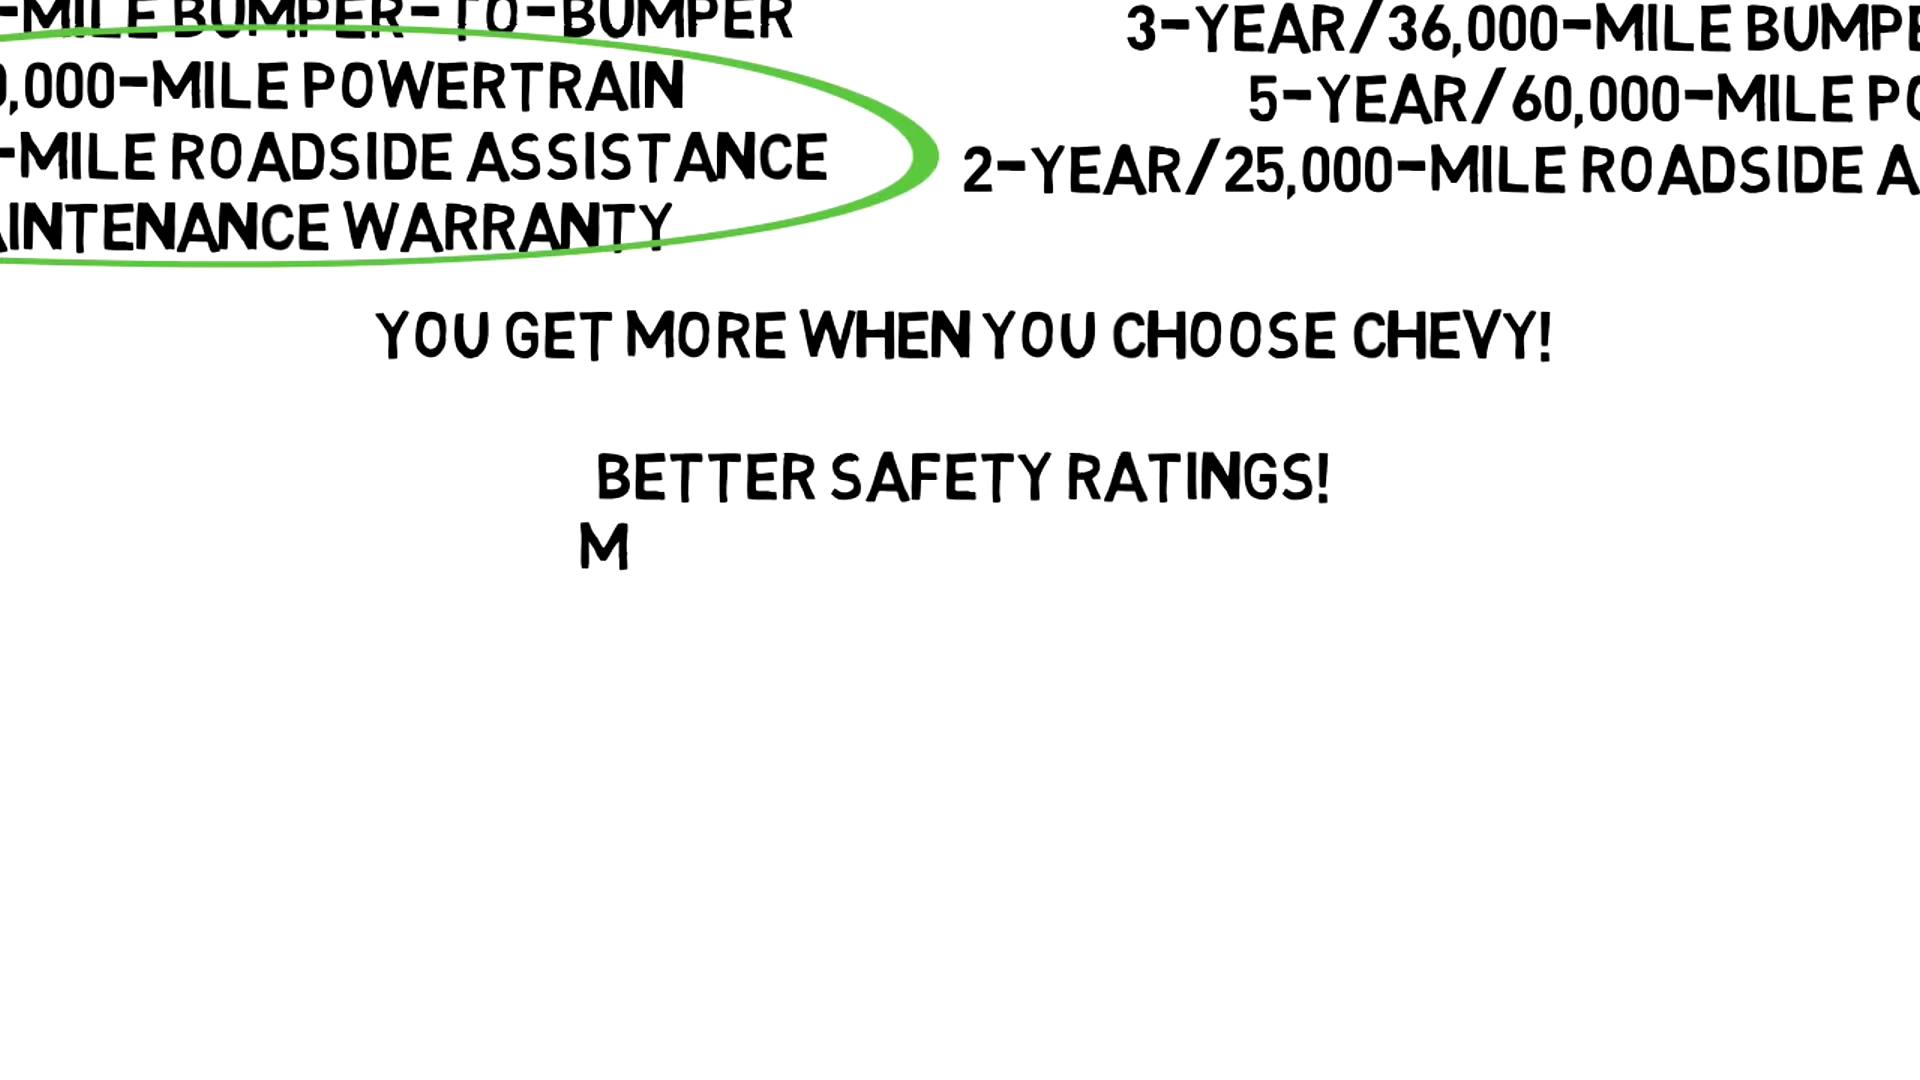 -MILE BUMPER-TO-BUMPER
0,000-MILE POWERTRAIN
-MILE ROADSIDE ASSISTANCE
AINTENANCE WARRANTY
3-YEAR/36,000-MILE BUMPE
5-YEAR/60,000-MILE PO
2-YEAR/25,000-MILE ROADSIDE A
YOU GET MORE WHEN YOU CHOOSE CHEVY!
BETTER SAFETY RATINGS!
M